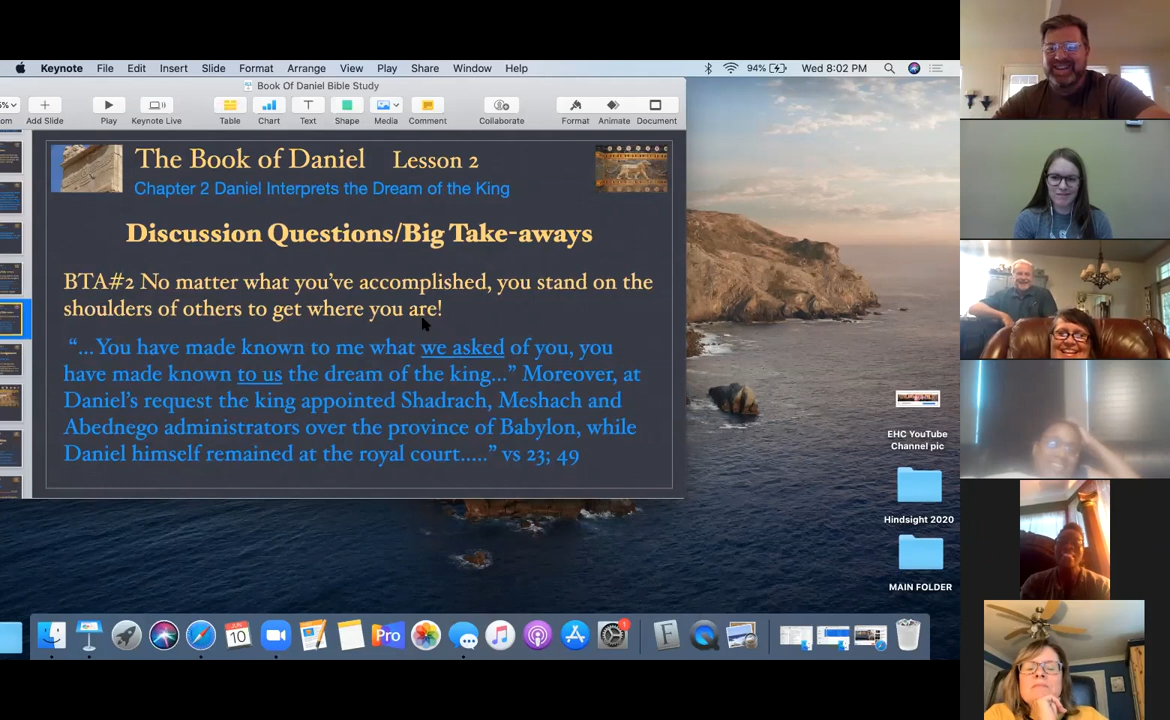 Keynote File Edit Insert Slide Format Arrange View Play Share Window Help 94% Wed 8:02 PM
Book Of Daniel Bible Study
Add Slide Play Keynote Live Table Chart Text Shape Media Comment Collaborate Format Animate Document
The Book of Daniel Lesson 2
Chapter 2 Daniel Interprets the Dream of the King
Discussion Questions/Big Take-aways
BTA#2 No matter what you’ve accomplished, you stand on the
shoulders of others to get where you are!
“...You have made known to me what we asked of you, you
have made known to us the dream of the king...” Moreover, at
Daniel’s request the king appointed Shadrach, Meshach and
Abednego administrators over the province of Babylon, while
Daniel himself remained at the royal court.....” vs 23; 49
EHC YouTube
Channel pic
Hindsight 2020
MAIN FOLDER
JUN
10
Pro
1